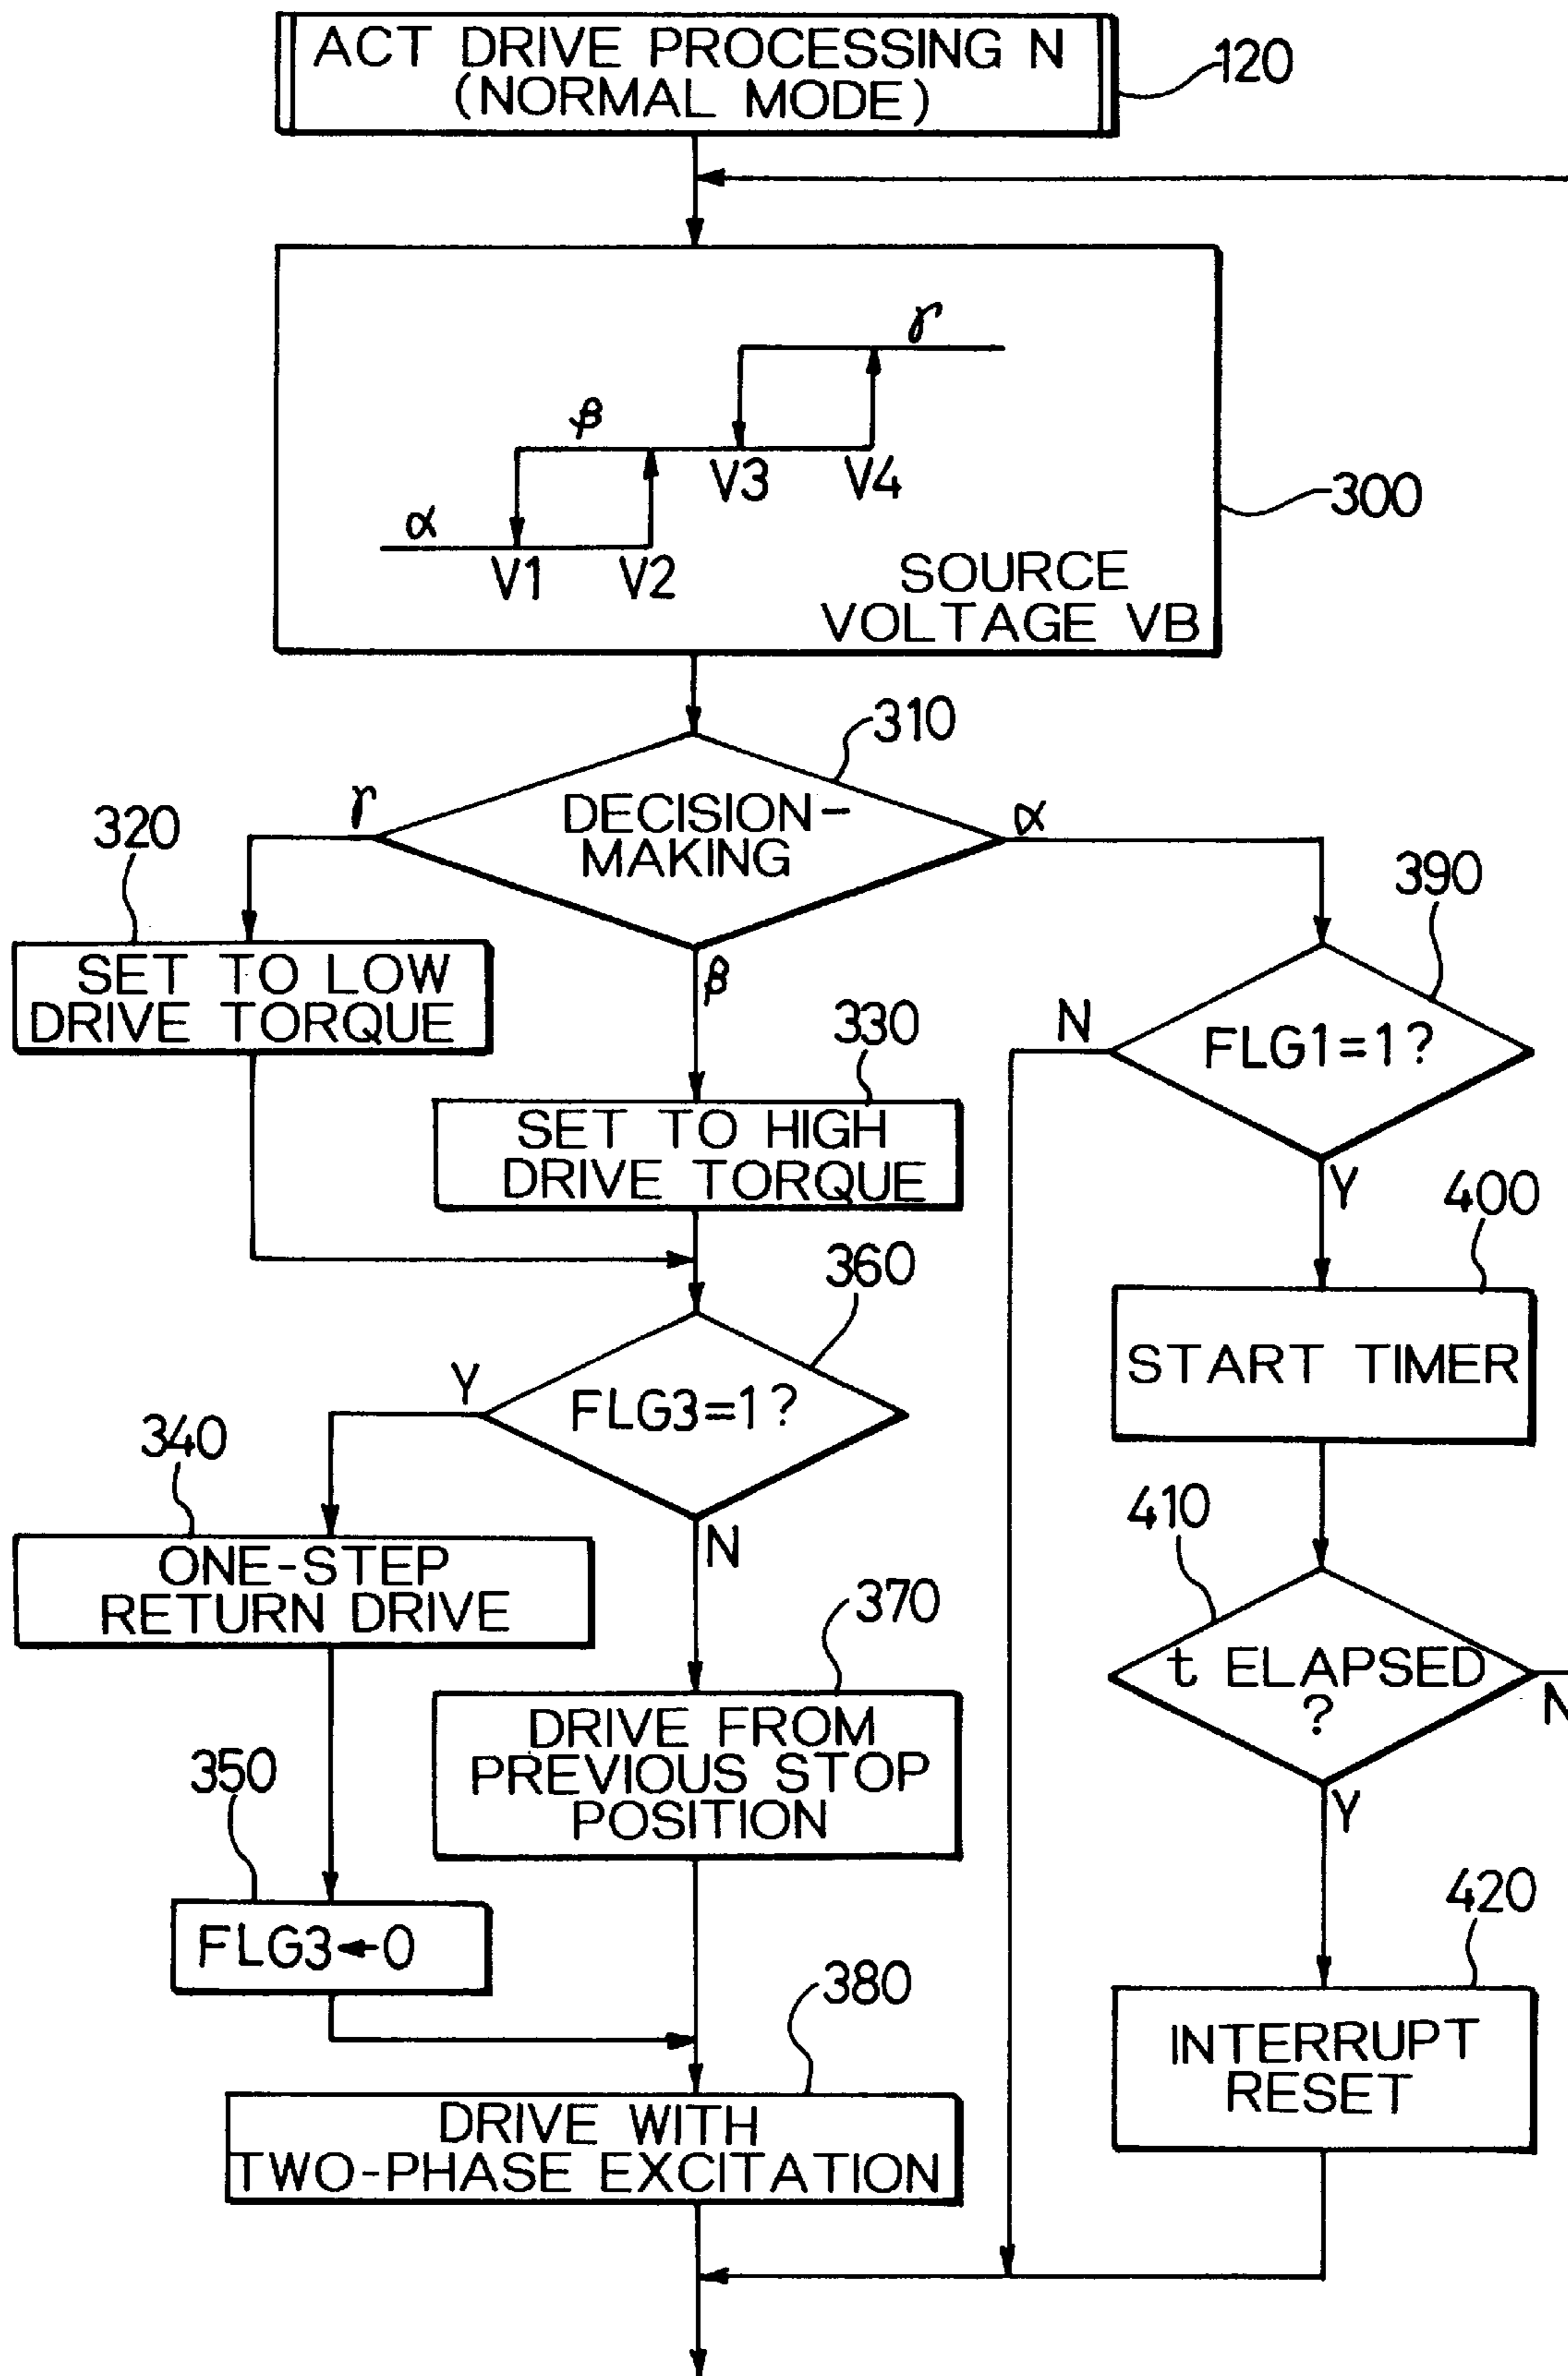 ACT DRIVE PROCESSING N
(NORMAL MODE)
120
γ
β
V3
V4
300
α
V1
V2
SOURCE
VOLTAGE VB
310
γ
DECISION-
MAKING
α
320
390
SET TO LOW
DRIVE TORQUE
β
330
N
FLG1=1?
SET TO HIGH
DRIVE TORQUE
Y
400
360
START TIMER
Y
FLG3=1?
340
410
N
ONE-STEP
RETURN DRIVE
370
t ELAPSED
?
N
DRIVE FROM
PREVIOUS STOP
POSITION
350
Y
FLG3←0
420
380
INTERRUPT
RESET
DRIVE WITH
TWO-PHASE EXCITATION